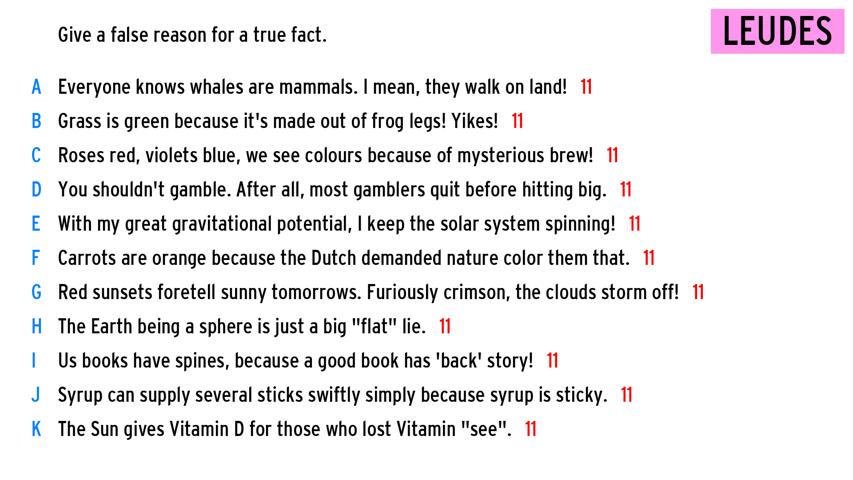 Give a false reason for a true fact.
LEUDES
A Everyone knows whales are mammals. I mean, they walk on land! 11
B Grass is green because it's made out of frog legs! Yikes! 11
C Roses red, violets blue, we see colours because of mysterious brew! 11
D You shouldn't gamble. After all, most gamblers quit before hitting big. 11
E With my great gravitational potential, I keep the solar system spinning! 11
F Carrots are orange because the Dutch demanded nature color them that. 11
G Red sunsets foretell sunny tomorrows. Furiously crimson, the clouds storm off! 11
H The Earth being a sphere is just a big "flat" lie. 11
I Us books have spines, because a good book has 'back' story! 11
J Syrup can supply several sticks swiftly simply because syrup is sticky. 11
K The Sun gives Vitamin D for those who lost Vitamin "see". 11